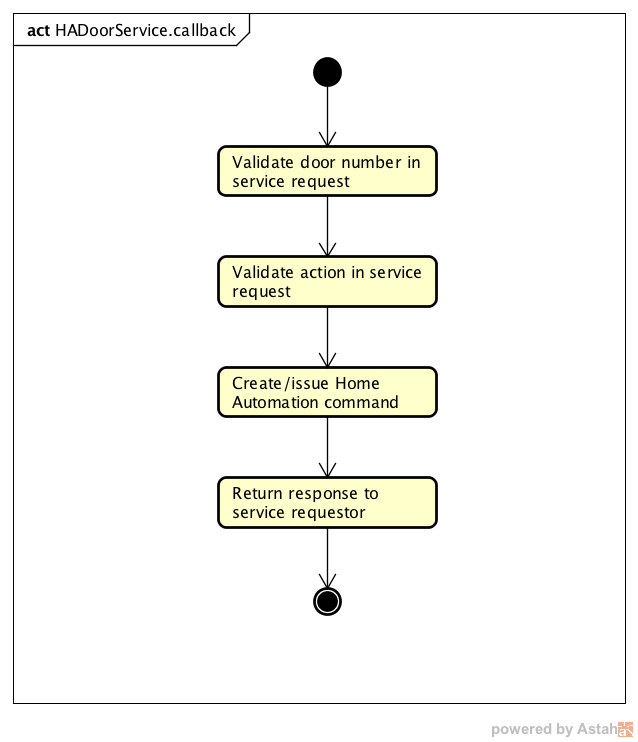 act HADoorService.callback
Validate door number in
service request
Validate action in service
request
Create/issue Home
Automation command
Return response to
service requestor
powered by Astah